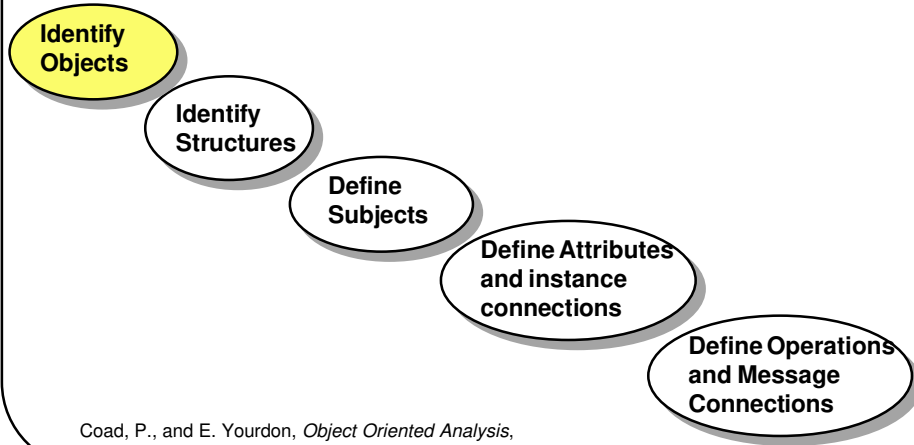 Identify
Objects
Identify
Structures
Define
Subjects
Define Attributes
and instance
connections
Define Operations
and Message
Connections
Coad, P., and E. Yourdon, Object Oriented Analysis,